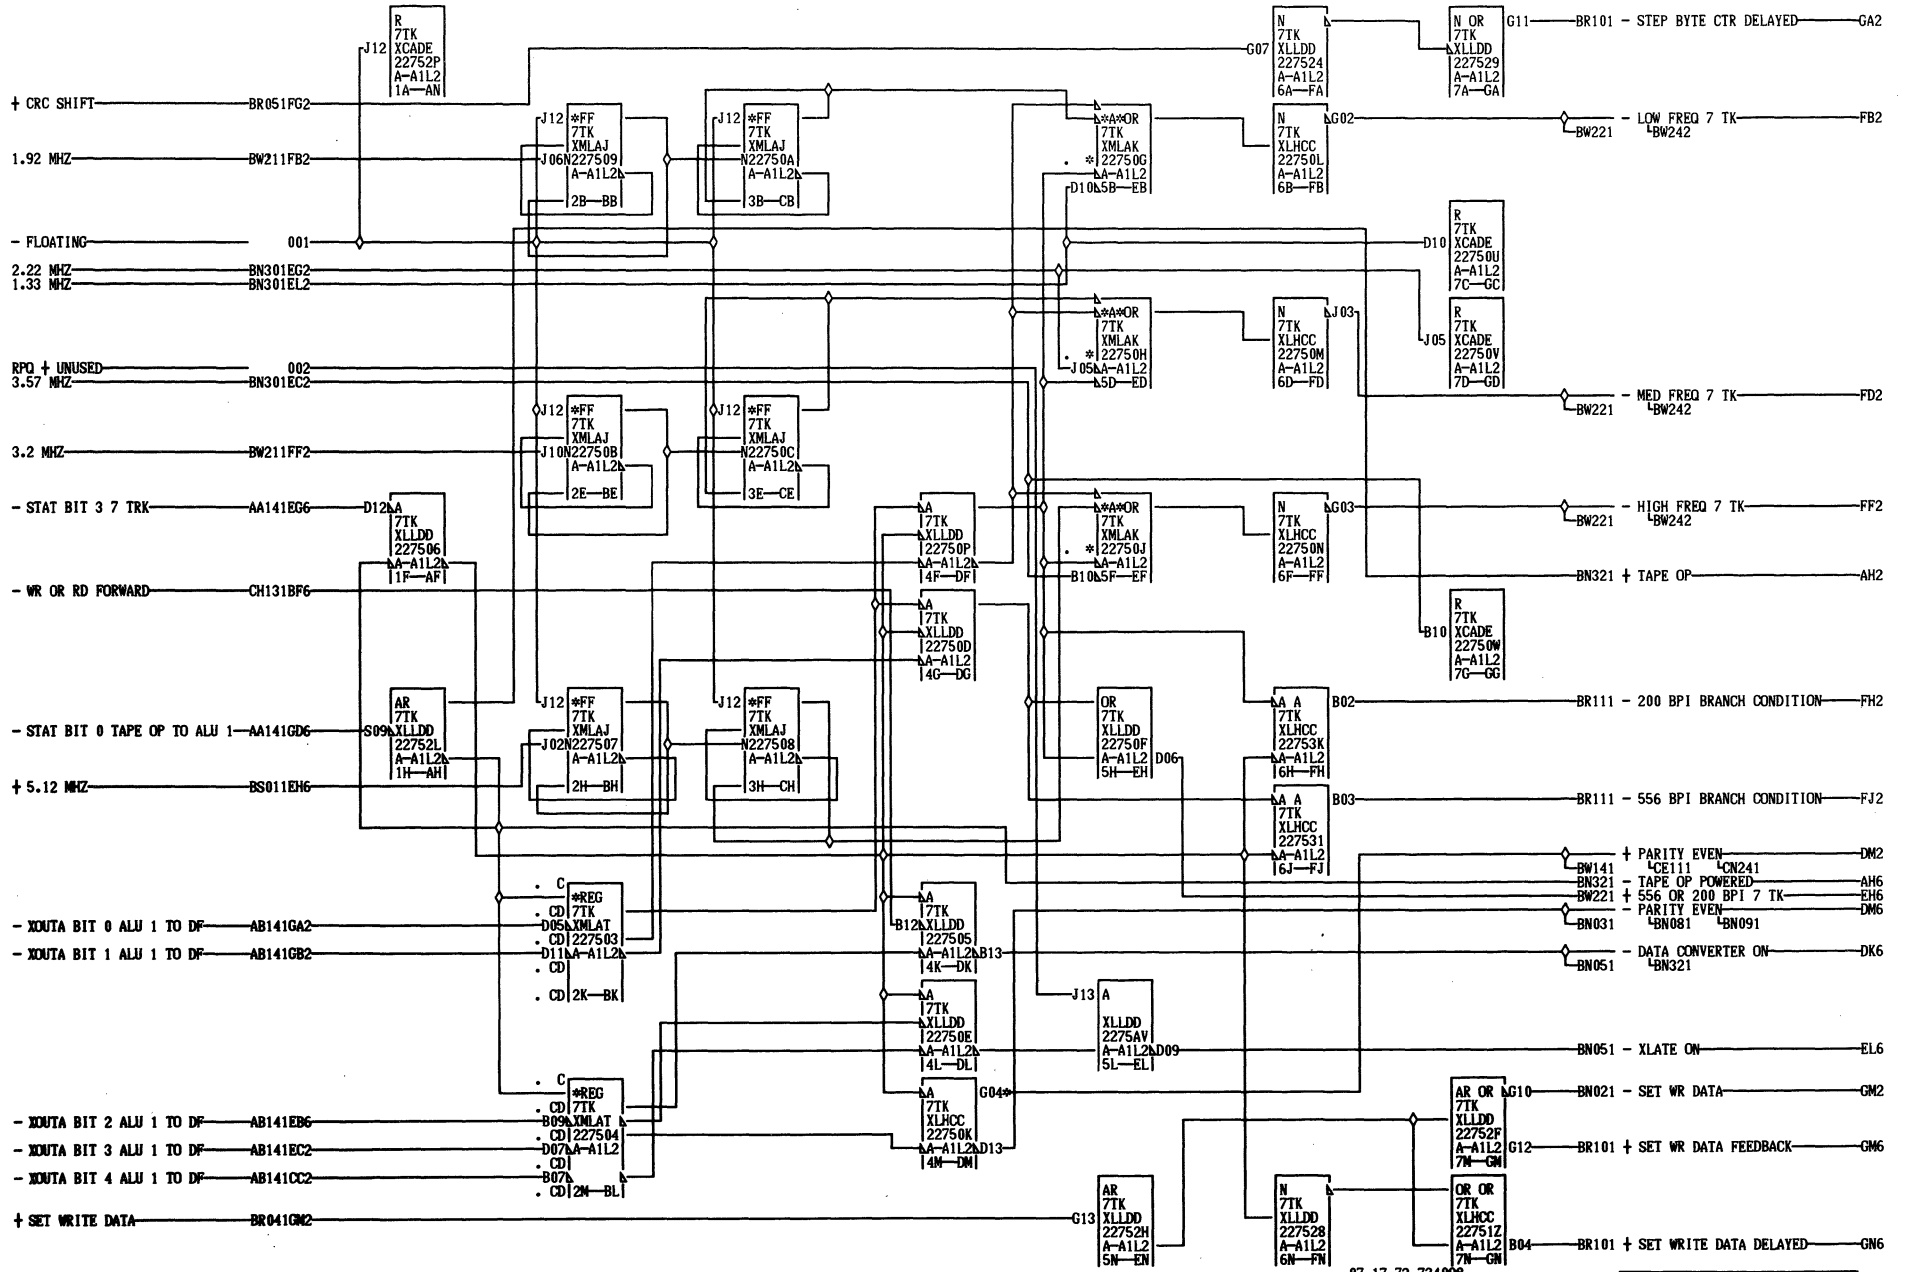 R
7TK
J12 XCADE
22752P
A-A1L2
1A—AN
N
7TK
G07 XLLDD
227524
A-A1L2
6A—FA
N OR G11 BR101 - STEP BYTE CTR DELAYED GA2
7TK
XLLDD
227529
A-A1L2
7A—GA
+ CRC SHIFT BR051FG2
J12 *FF
7TK
XMLAJ
J06N227509
A-A1L2
2B—BB
J12 *FF
7TK
XMLAJ
N22750A
A-A1L2
3B—CB
*A*OR
7TK
XMLAK
. * 22750G
A-A1L2
D10 5B—EB
N G02 - LOW FREQ 7 TK FB2
7TK BW221 BW242
XLHCC
22750L
A-A1L2
6B—FB
1.92 MHZ BW211FB2
- FLOATING 001
R
7TK
D10 XCADE
22750U
A-A1L2
7C—GC
2.22 MHZ BN301EG2
1.33 MHZ BN301EL2
*A*OR
7TK
XMLAK
. * 22750H
J05 A-A1L2
5D—ED
N J03
7TK
XLHCC
22750M
A-A1L2
6D—FD
R
7TK
XCADE
J05 22750V
A-A1L2
7D—GD
RPQ + UNUSED 002
3.57 MHZ BN301EC2
- MED FREQ 7 TK FD2
BW221 BW242
J12 *FF
7TK
XMLAJ
J10N22750B
A-A1L2
2E—BE
J12 *FF
7TK
XMLAJ
N22750C
A-A1L2
3E—CE
3.2 MHZ BW211FF2
- STAT BIT 3 7 TRK AA141EG6 D12 A
7TK
XLLDD
227506
A-A1L2
1F—AF
A
7TK
XLLDD
22750P
A-A1L2
4F—DF
*A*OR
7TK
XMLAK
. * 22750J
A-A1L2
B10 5F—EF
N G03 - HIGH FREQ 7 TK FF2
7TK BW221 BW242
XLHCC
22750N
A-A1L2
6F—FF
BN321 + TAPE OP AH2
- WR OR RD FORWARD CH131BF6
A
7TK
XLLDD
22750D
A-A1L2
4G—DG
R
7TK
B10 XCADE
22750W
A-A1L2
7G—GG
AR
7TK
- STAT BIT 0 TAPE OP TO ALU 1 AA141GD6 S09 XLLDD
22752L
A-A1L2
1H—AH
J12 *FF
7TK
XMLAJ
J02N227507
A-A1L2
2H—BH
J12 *FF
7TK
XMLAJ
N227508
A-A1L2
3H—CH
OR
7TK
XLLDD
22750F
A-A1L2 D06
5H—EH
A A B02 BR111 - 200 BPI BRANCH CONDITION FH2
7TK
XLHCC
22753K
A-A1L2
6H—FH
+ 5.12 MHZ BS011EH6
A A B03 BR111 - 556 BPI BRANCH CONDITION FJ2
7TK
XLHCC
227531
A-A1L2
6J—FJ
+ PARITY EVEN DM2
BW141 CE111 CN241
BN321 - TAPE OP POWERED AH6
BW221 + 556 OR 200 BPI 7 TK EH6
- PARITY EVEN DM6
BN031 BN081 BN091
. C
*REG
. CD 7TK
- XOUTA BIT 0 ALU 1 TO DF AB141GA2 D05 XMLAT
. CD 227503
- XOUTA BIT 1 ALU 1 TO DF AB141GB2 D11 A-A1L2
. CD
. CD 2K—BK
A
7TK
B12 XLLDD
227505
A-A1L2 B13 - DATA CONVERTER ON DK6
4K—DK BN051 BN321
A
7TK
XLLDD
22750E
A-A1L2
4L—DL
J13 A
XLLDD
2275AV
A-A1L2 D09 BN051 - XLATE ON EL6
5L—EL
. C
*REG
. CD 7TK
- XOUTA BIT 2 ALU 1 TO DF AB141EB6 B09 XMLAT
. CD 227504
- XOUTA BIT 3 ALU 1 TO DF AB141EC2 D07 A-A1L2
. CD
- XOUTA BIT 4 ALU 1 TO DF AB141CC2 B07
. CD 2M—BL
A G04*
7TK
XLHCC
22750K
A-A1L2 D13
4M—DM
AR OR G10 BN021 - SET WR DATA GM2
7TK
XLLDD
22752F
A-A1L2 G12 BR101 + SET WR DATA FEEDBACK GM6
7M—GM
+ SET WRITE DATA BR041GM2
AR
7TK
G13 XLLDD
22752H
A-A1L2
5N—EN
N
7TK
XLLDD
227528
A-A1L2
6N—FN
OR OR
7TK
XLHCC
22751Z
A-A1L2 B04 BR101 + SET WRITE DATA DELAYED GN6
7N—GN